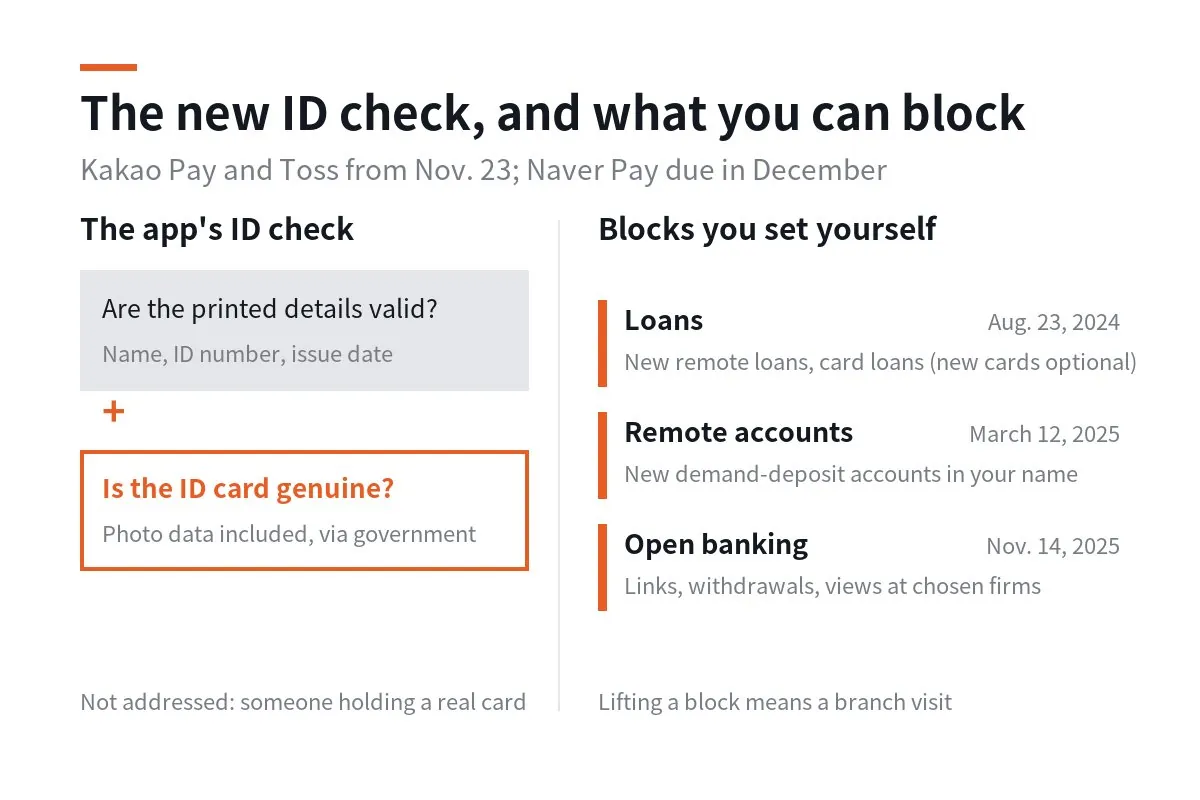 The new ID check, and what you can block
Kakao Pay and Toss from Nov. 23; Naver Pay due in December
The app's ID check
Are the printed details valid?
Name, ID number, issue date
+
Is the ID card genuine?
Photo data included, via government
Not addressed: someone holding a real card
Blocks you set yourself
Loans
Aug. 23, 2024
New remote loans, card loans (new cards optional)
Remote accounts
March 12, 2025
New demand-deposit accounts in your name
Open banking
Nov. 14, 2025
Links, withdrawals, views at chosen firms
Lifting a block means a branch visit